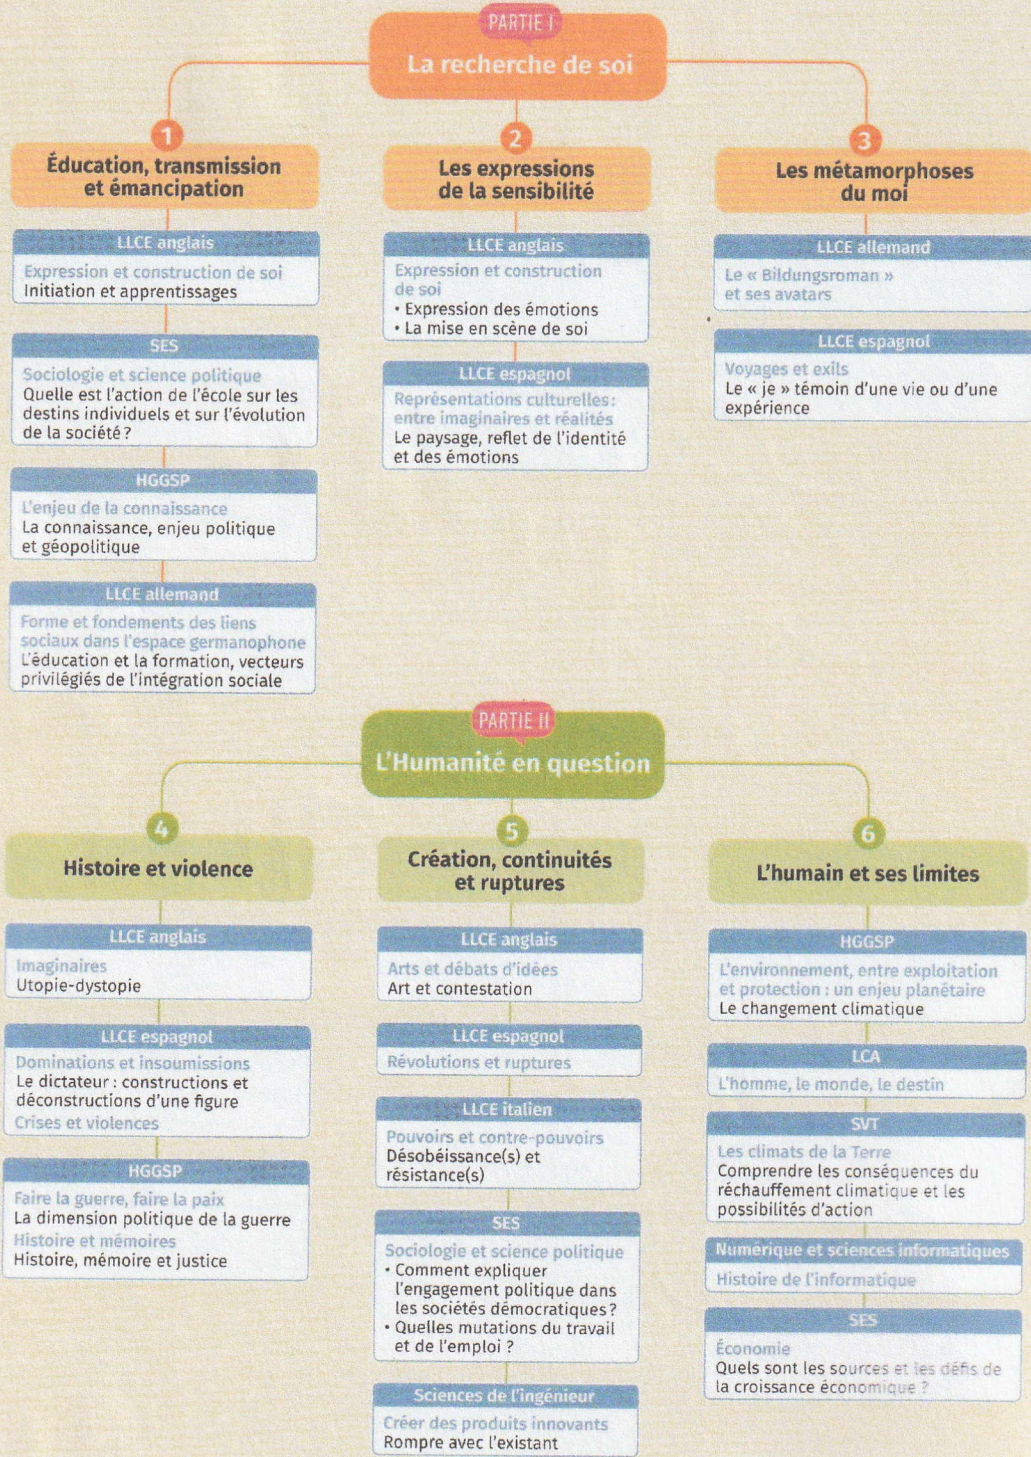 PARTIE I
La recherche de soi
1
Éducation, transmission
et émancipation
LLCE anglais
Expression et construction de soi
Initiation et apprentissages
SES
Sociologie et science politique
Quelle est l'action de l'école sur les
destins individuels et sur l'évolution
de la société ?
HGGSP
L'enjeu de la connaissance
La connaissance, enjeu politique
et géopolitique
LLCE allemand
Forme et fondements des liens
sociaux dans l'espace germanophone
L'éducation et la formation, vecteurs
privilégiés de l'intégration sociale
2
Les expressions
de la sensibilité
LLCE anglais
Expression et construction
de soi
• Expression des émotions
• La mise en scène de soi
LLCE espagnol
Représentations culturelles :
entre imaginaires et réalités
Le paysage, reflet de l'identité
et des émotions
3
Les métamorphoses
du moi
LLCE allemand
Le « Bildungsroman »
et ses avatars
LLCE espagnol
Voyages et exils
Le « je » témoin d'une vie ou d'une
expérience
PARTIE II
L'Humanité en question
4
Histoire et violence
LLCE anglais
Imaginaires
Utopie-dystopie
LLCE espagnol
Dominations et insoumissions
Le dictateur : constructions et
déconstructions d'une figure
Crises et violences
HGGSP
Faire la guerre, faire la paix
La dimension politique de la guerre
Histoire et mémoires
Histoire, mémoire et justice
5
Création, continuités
et ruptures
LLCE anglais
Arts et débats d'idées
Art et contestation
LLCE espagnol
Révolutions et ruptures
LLCE italien
Pouvoirs et contre-pouvoirs
Désobéissance(s) et
résistance(s)
SES
Sociologie et science politique
• Comment expliquer
l'engagement politique dans
les sociétés démocratiques ?
• Quelles mutations du travail
et de l'emploi ?
Sciences de l'ingénieur
Créer des produits innovants
Rompre avec l'existant
6
L'humain et ses limites
HGGSP
L'environnement, entre exploitation
et protection : un enjeu planétaire
Le changement climatique
LCA
L'homme, le monde, le destin
SVT
Les climats de la Terre
Comprendre les conséquences du
réchauffement climatique et les
possibilités d'action
Numérique et sciences informatiques
Histoire de l'informatique
SES
Économie
Quels sont les sources et les défis de
la croissance économique ?